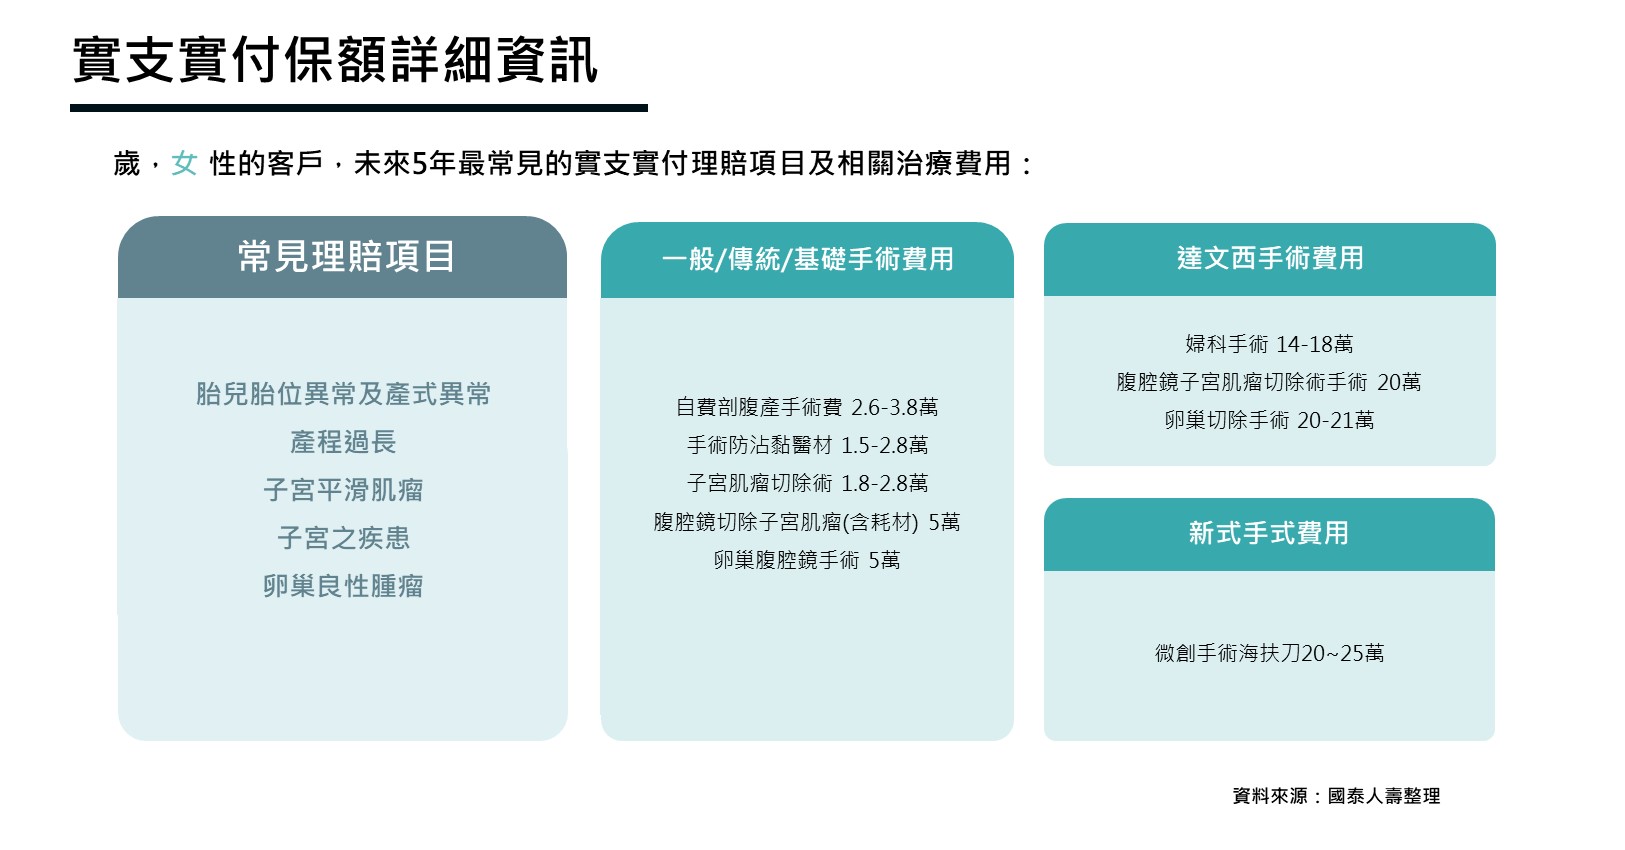 實支實付保額詳細資訊
歲，女 性的客戶，未來5年最常見的實支實付理賠項目及相關治療費用：
常見理賠項目
胎兒胎位異常及產式異常
產程過長
子宮平滑肌瘤
子宮之疾患
卵巢良性腫瘤
一般/傳統/基礎手術費用
自費剖腹產手術費 2.6-3.8萬
手術防沾黏醫材 1.5-2.8萬
子宮肌瘤切除術 1.8-2.8萬
腹腔鏡切除子宮肌瘤(含耗材) 5萬
卵巢腹腔鏡手術 5萬
達文西手術費用
婦科手術 14-18萬
腹腔鏡子宮肌瘤切除術手術 20萬
卵巢切除手術 20-21萬
新式手式費用
微創手術海扶刀20~25萬
資料來源：國泰人壽整理